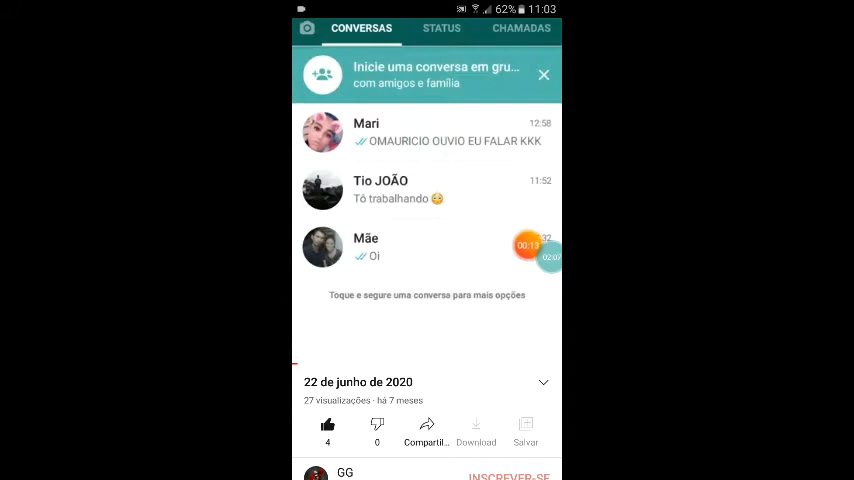 62% 11:03
CONVERSAS STATUS CHAMADAS
Inicie uma conversa em gru...
com amigos e família
Mari 12:58
OMAURICIO OUVIO EU FALAR KKK
Tio JOÃO 11:52
Tô trabalhando
Mãe :32
00:13
02:07
Oi
Toque e segure uma conversa para mais opções
22 de junho de 2020
27 visualizações · há 7 meses
4 0 Compartil... Download Salvar
GG INSCREVER-SE